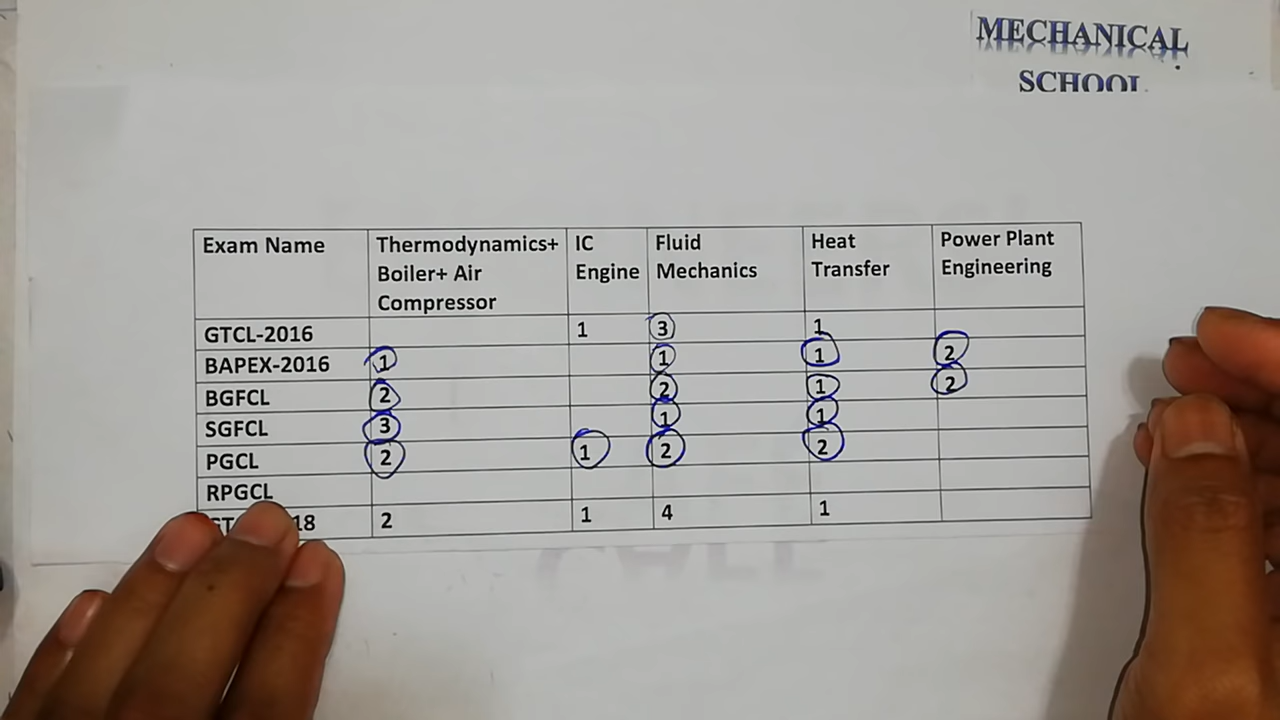 MECHANICAL
SCHOOL
Exam Name Thermodynamics+ Boiler+ Air Compressor IC Engine Fluid Mechanics Heat Transfer Power Plant Engineering
GTCL-2016 1 3 1
BAPEX-2016 1 1 1 2
BGFCL 2 2 1 2
SGFCL 3 1 1
PGCL 2 1 2 2
RPGCL
18 2 1 4 1